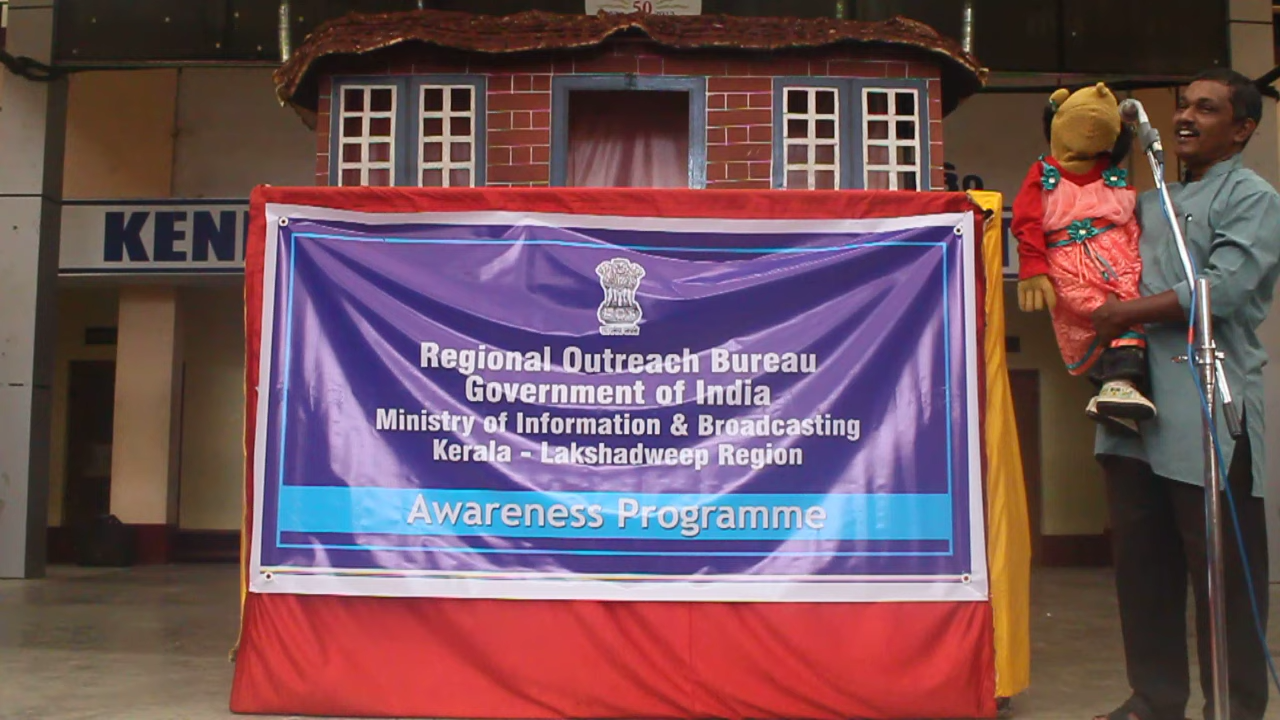 50
KEN
Regional Outreach Bureau
Government of India
Ministry of Information & Broadcasting
Kerala - Lakshadweep Region
Awareness Programme